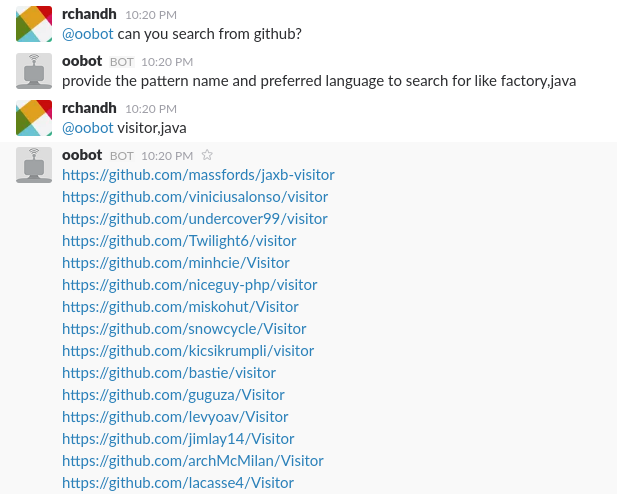 rchandh 10:20 PM
@oobot can you search from github?
oobot BOT 10:20 PM
provide the pattern name and preferred language to search for like factory,java
rchandh 10:20 PM
@oobot visitor,java
oobot BOT 10:20 PM
https://github.com/massfords/jaxb-visitor
https://github.com/viniciusalonso/visitor
https://github.com/undercover99/visitor
https://github.com/Twilight6/visitor
https://github.com/minhcie/Visitor
https://github.com/niceguy-php/visitor
https://github.com/miskohut/Visitor
https://github.com/snowcycle/Visitor
https://github.com/kicsikrumpli/visitor
https://github.com/bastie/visitor
https://github.com/guguza/Visitor
https://github.com/levyoav/Visitor
https://github.com/jimlay14/Visitor
https://github.com/archMcMilan/Visitor
https://github.com/lacasse4/Visitor